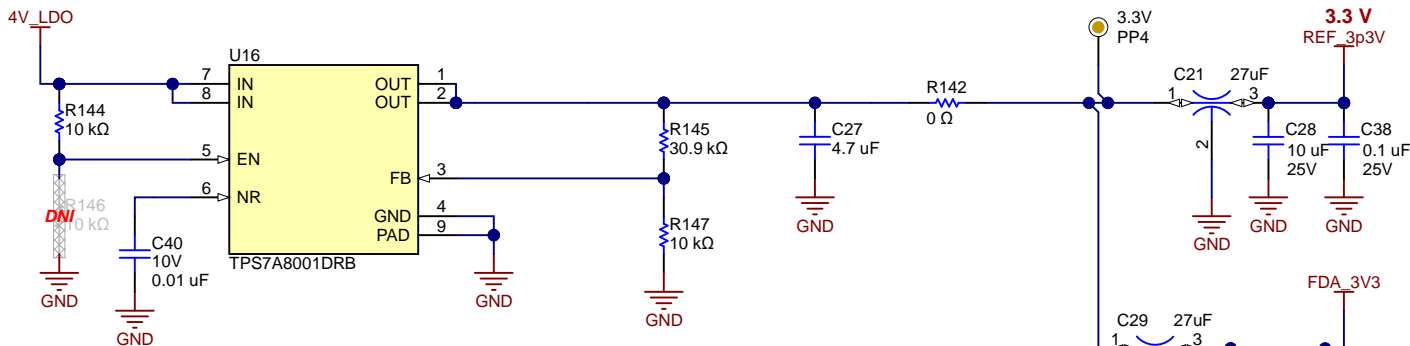 4V_LDO
R144
10 kΩ
DNI
R146
10 kΩ
GND
C40
10V
0.01 uF
GND
U16
7
IN
8
IN
5
EN
6
NR
OUT
1
OUT
2
FB
3
GND
4
PAD
9
TPS7A8001DRB
GND
R145
30.9 kΩ
R147
10 kΩ
GND
C27
4.7 uF
GND
R142
0 Ω
3.3V
PP4
C21
27uF
1
3
2
GND
3.3 V
REF_3p3V
C28
10 uF
25V
GND
C38
0.1 uF
25V
GND
FDA_3V3
C29
27uF
1
3